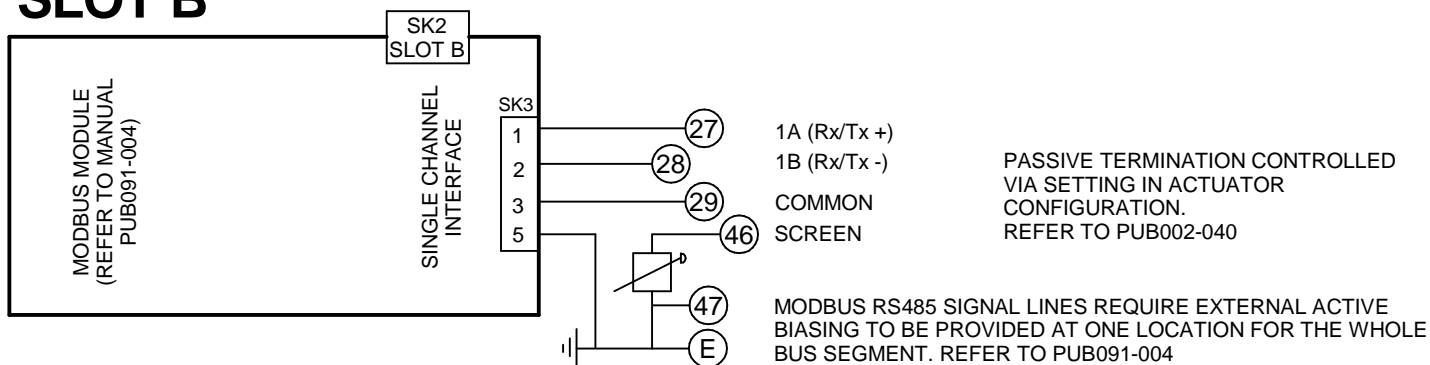 SLOT B
SK2
SLOT B
MODBUS MODULE
(REFER TO MANUAL
PUB091-004)
SINGLE CHANNEL
INTERFACE
SK3
1
2
3
5
27
28
29
46
47
E
1A (Rx/Tx +)
1B (Rx/Tx -)
COMMON
SCREEN
PASSIVE TERMINATION CONTROLLED
VIA SETTING IN ACTUATOR
CONFIGURATION.
REFER TO PUB002-040
MODBUS RS485 SIGNAL LINES REQUIRE EXTERNAL ACTIVE
BIASING TO BE PROVIDED AT ONE LOCATION FOR THE WHOLE
BUS SEGMENT. REFER TO PUB091-004